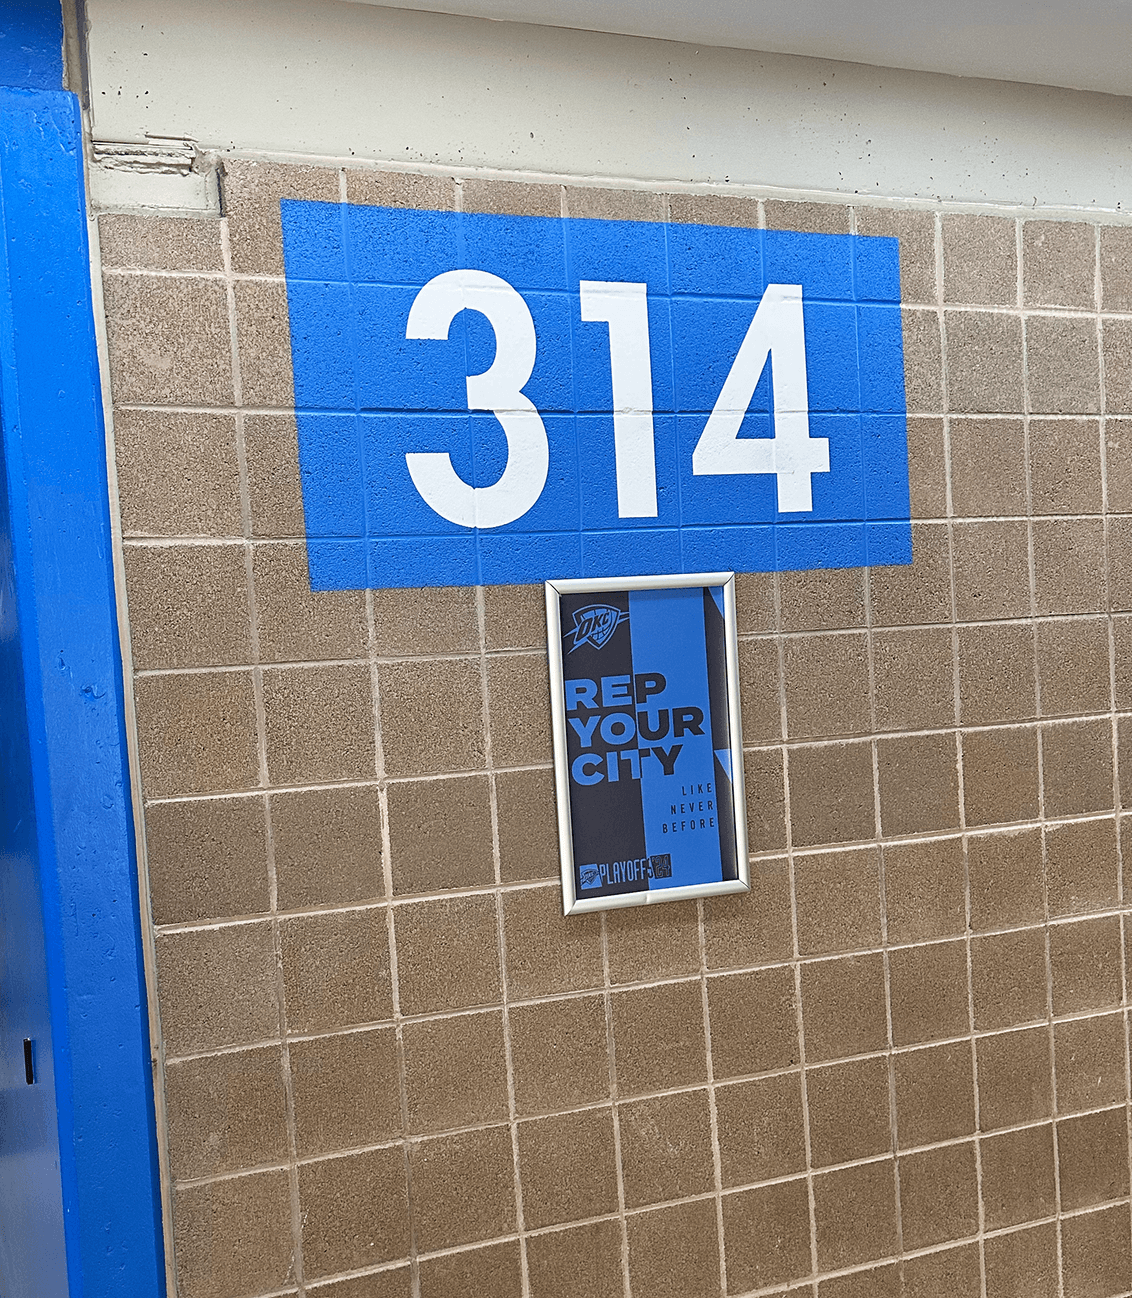 314
OKC
REP
YOUR
CITY
LIKE
NEVER
BEFORE
PLAYOFFS